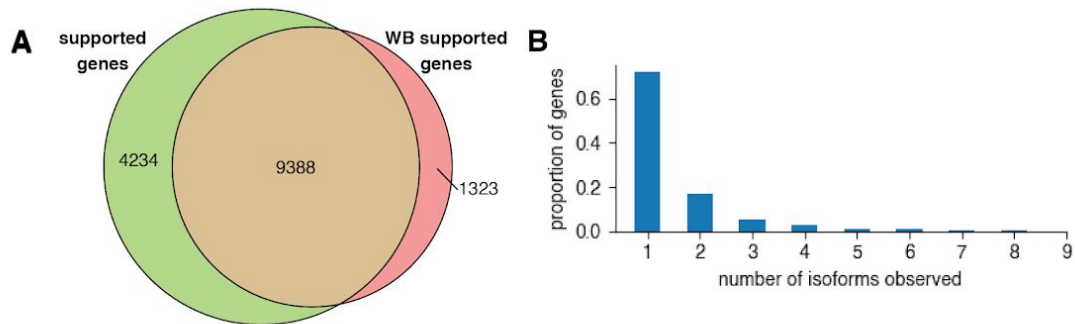 A
supported
genes
WB supported
genes
4234
9388
1323
B
proportion of genes
0.6
0.4
0.2
0.0
1 2 3 4 5 6 7 8 9
number of isoforms observed